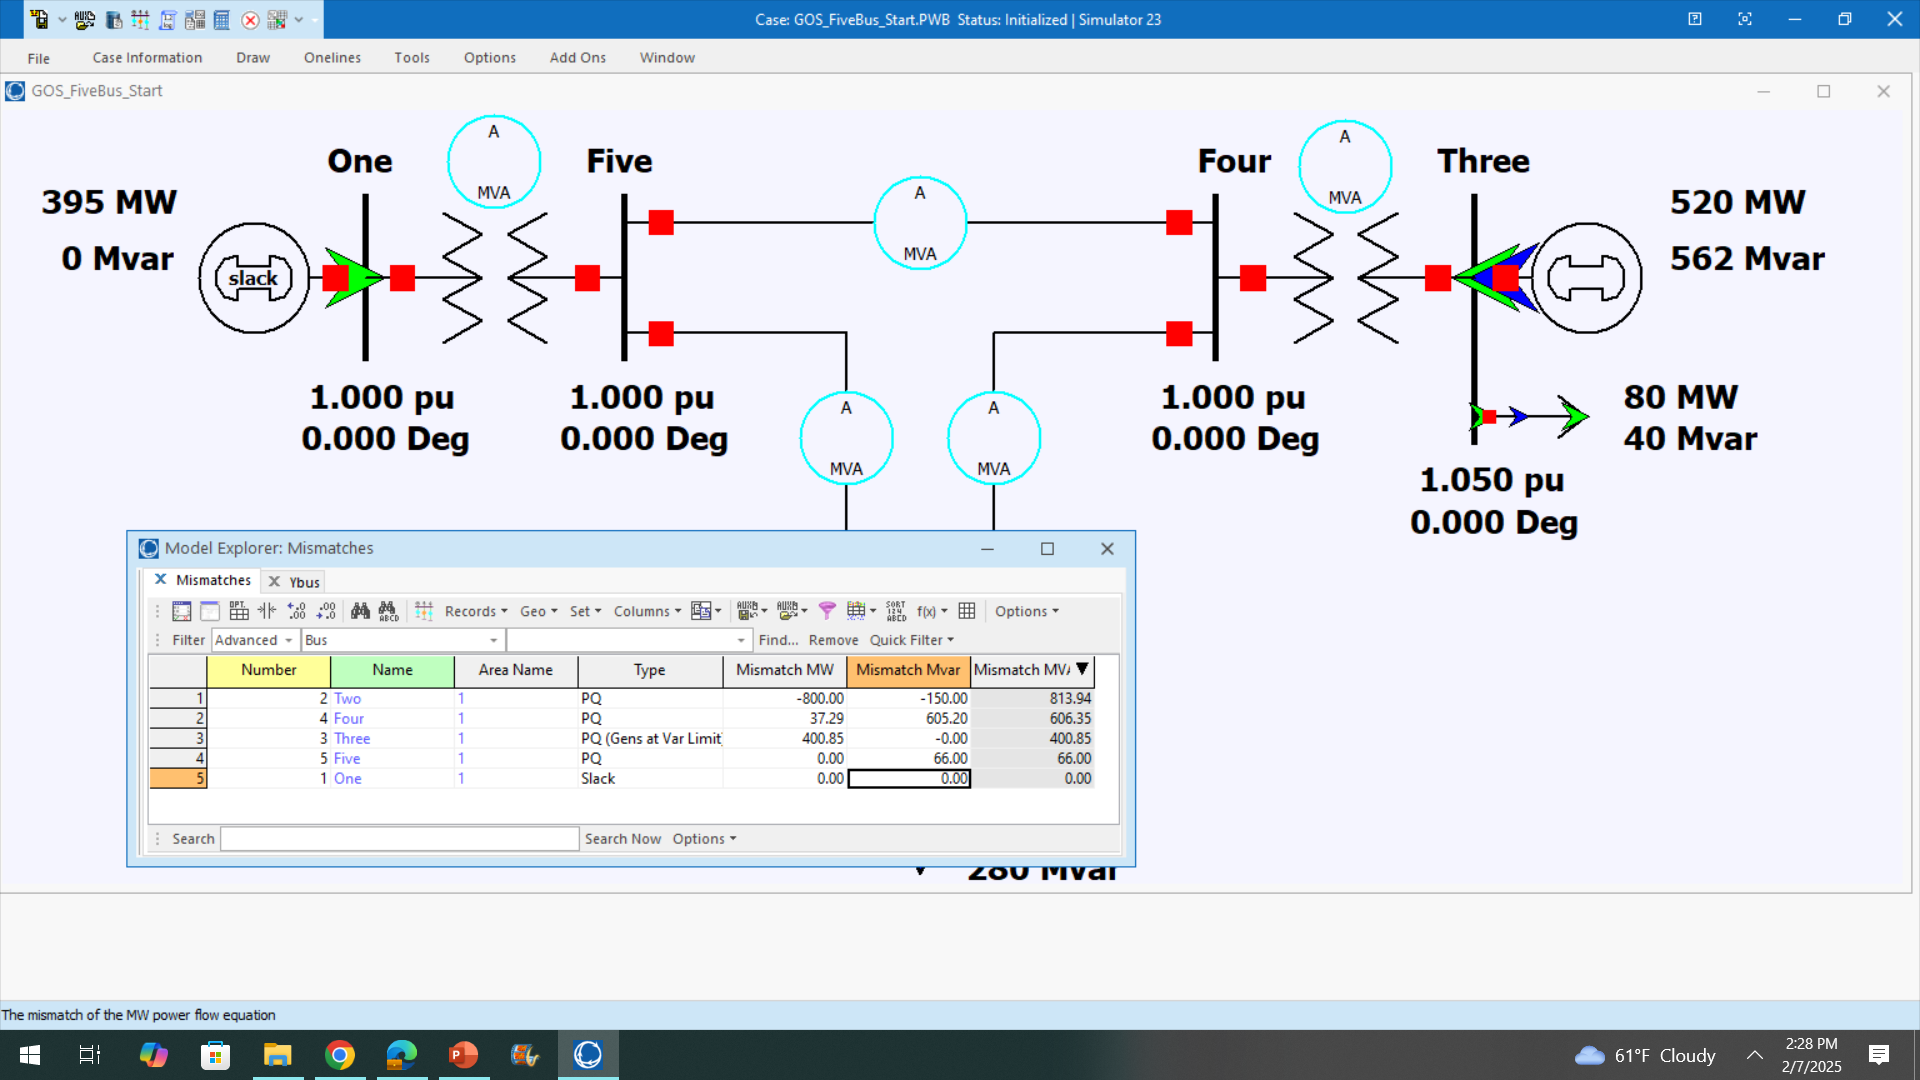 Case: GOS_FiveBus_Start.PWB Status: Initialized | Simulator 23
File Case Information Draw Onelines Tools Options Add Ons Window
GOS_FiveBus_Start
A
MVA
One
Five
A
MVA
Four
A
MVA
Three
395 MW
0 Mvar
slack
520 MW
562 Mvar
1.000 pu
0.000 Deg
1.000 pu
0.000 Deg
A
MVA
A
MVA
1.000 pu
0.000 Deg
80 MW
40 Mvar
1.050 pu
0.000 Deg
Model Explorer: Mismatches
Mismatches Ybus
Records Geo Set Columns f(x) Options
Filter Advanced Bus Find... Remove Quick Filter
Number Name Area Name Type Mismatch MW Mismatch Mvar Mismatch MV
1 2 Two 1 PQ -800.00 -150.00 813.94
2 4 Four 1 PQ 37.29 605.20 606.35
3 3 Three 1 PQ (Gens at Var Limit 400.85 -0.00 400.85
4 5 Five 1 PQ 0.00 66.00 66.00
5 1 One 1 Slack 0.00 0.00 0.00
Search Search Now Options
280 Mvar
The mismatch of the MW power flow equation
61°F Cloudy
2:28 PM
2/7/2025